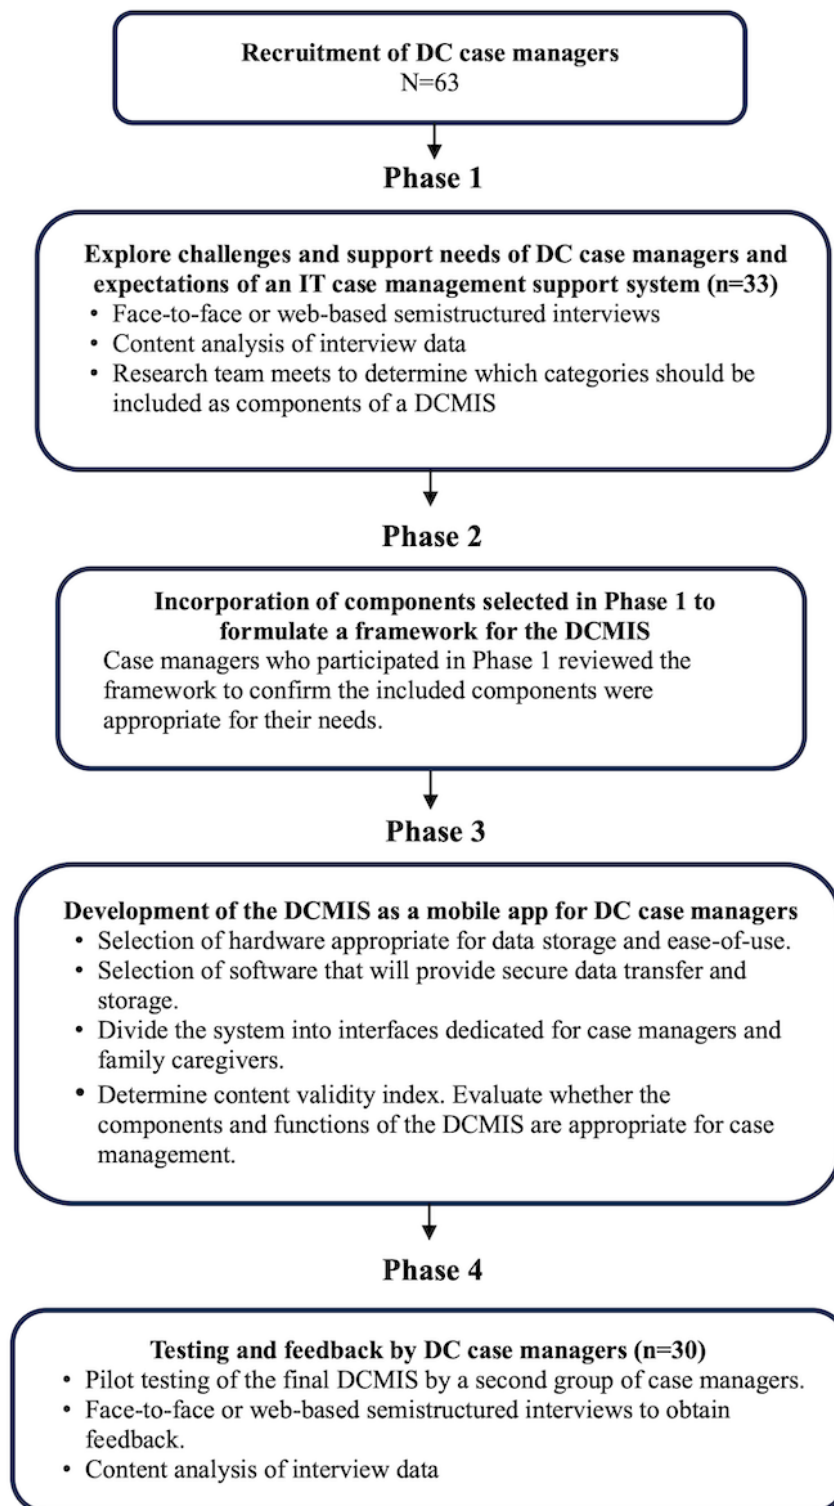 Recruitment of DC case managers
N=63
Phase 1
Explore challenges and support needs of DC case managers and
expectations of an IT case management support system (n=33)
• Face-to-face or web-based semistructured interviews
• Content analysis of interview data
• Research team meets to determine which categories should be
included as components of a DCMIS
Phase 2
Incorporation of components selected in Phase 1 to
formulate a framework for the DCMIS
Case managers who participated in Phase 1 reviewed the
framework to confirm the included components were
appropriate for their needs.
Phase 3
Development of the DCMIS as a mobile app for DC case managers
• Selection of hardware appropriate for data storage and ease-of-use.
• Selection of software that will provide secure data transfer and
storage.
• Divide the system into interfaces dedicated for case managers and
family caregivers.
• Determine content validity index. Evaluate whether the
components and functions of the DCMIS are appropriate for case
management.
Phase 4
Testing and feedback by DC case managers (n=30)
• Pilot testing of the final DCMIS by a second group of case managers.
• Face-to-face or web-based semistructured interviews to obtain
feedback.
• Content analysis of interview data